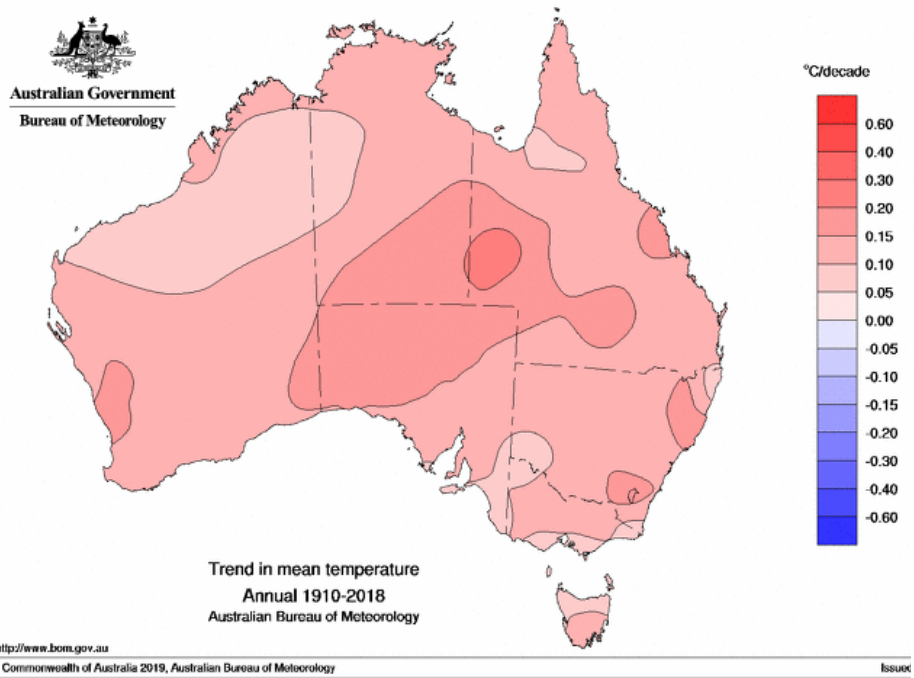 Australian Government
Bureau of Meteorology
°C/decade
0.60
0.40
0.30
0.20
0.15
0.10
0.05
0.00
-0.05
-0.10
-0.15
-0.20
-0.30
-0.40
-0.60
Trend in mean temperature
Annual 1910-2018
Australian Bureau of Meteorology
ttp://www.bom.gov.au
Commonwealth of Australia 2019, Australian Bureau of Meteorology
Issued